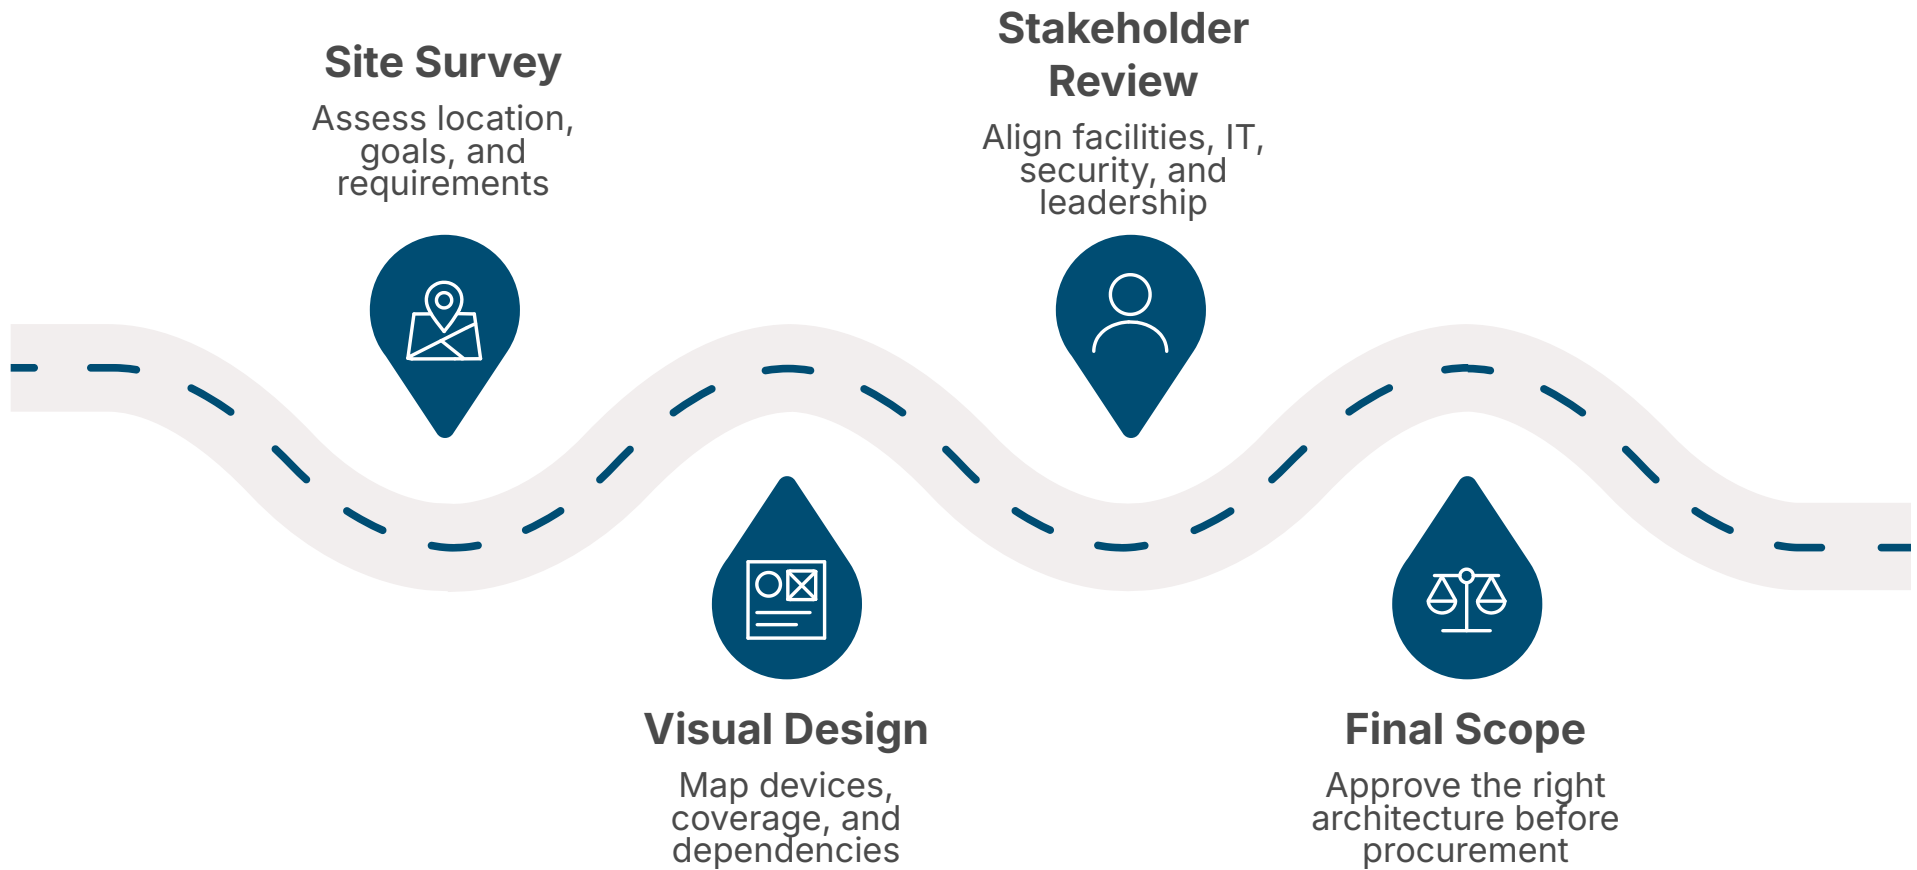 Site Survey
Assess location,
goals, and
requirements
Visual Design
Map devices,
coverage, and
dependencies
Stakeholder
Review
Align facilities, IT,
security, and
leadership
Final Scope
Approve the right
architecture before
procurement